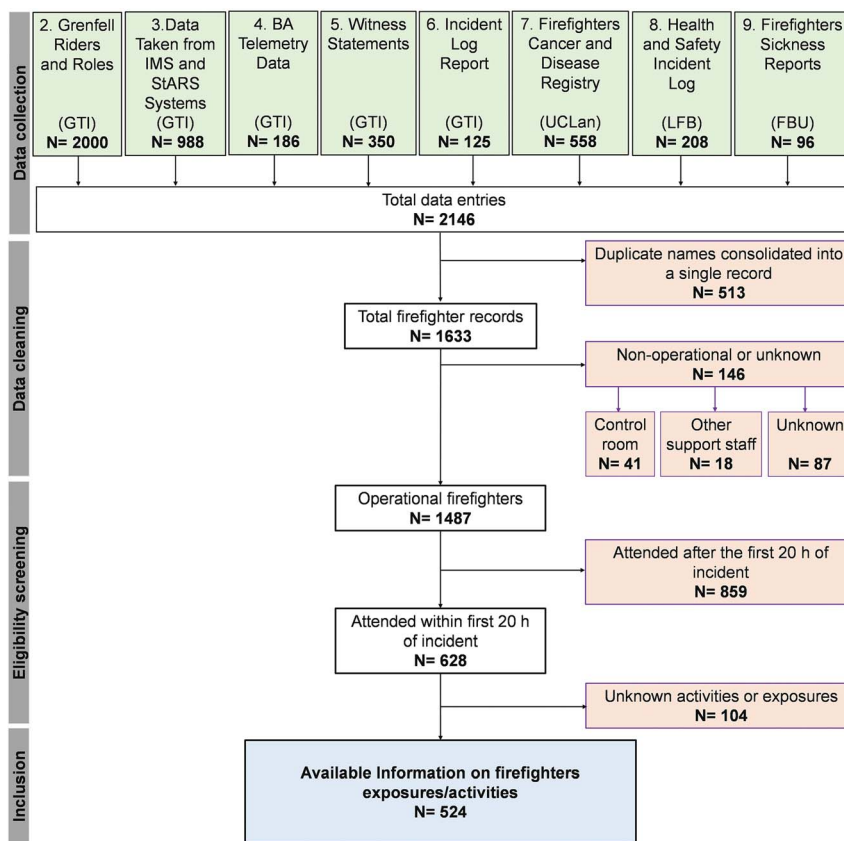 Data collection
2. Grenfell
Riders
and Roles
(GTI)
N= 2000
3.Data
Taken from
IMS and
StARS
Systems
(GTI)
N= 988
4. BA
Telemetry
Data
(GTI)
N= 186
5. Witness
Statements
(GTI)
N= 350
6. Incident
Log
Report
(GTI)
N= 125
7. Firefighters
Cancer and
Disease
Registry
(UCLan)
N= 558
8. Health
and Safety
Incident
Log
(LFB)
N= 208
9. Firefighters
Sickness
Reports
(FBU)
N= 96
Total data entries
N= 2146
Data cleaning
Duplicate names consolidated into
a single record
N= 513
Total firefighter records
N= 1633
Non-operational or unknown
N= 146
Control
room
N= 41
Other
support staff
N= 18
Unknown
N= 87
Eligibility screening
Operational firefighters
N= 1487
Attended after the first 20 h of
incident
N= 859
Attended within first 20 h
of incident
N= 628
Unknown activities or exposures
N= 104
Inclusion
Available Information on firefighters
exposures/activities
N= 524